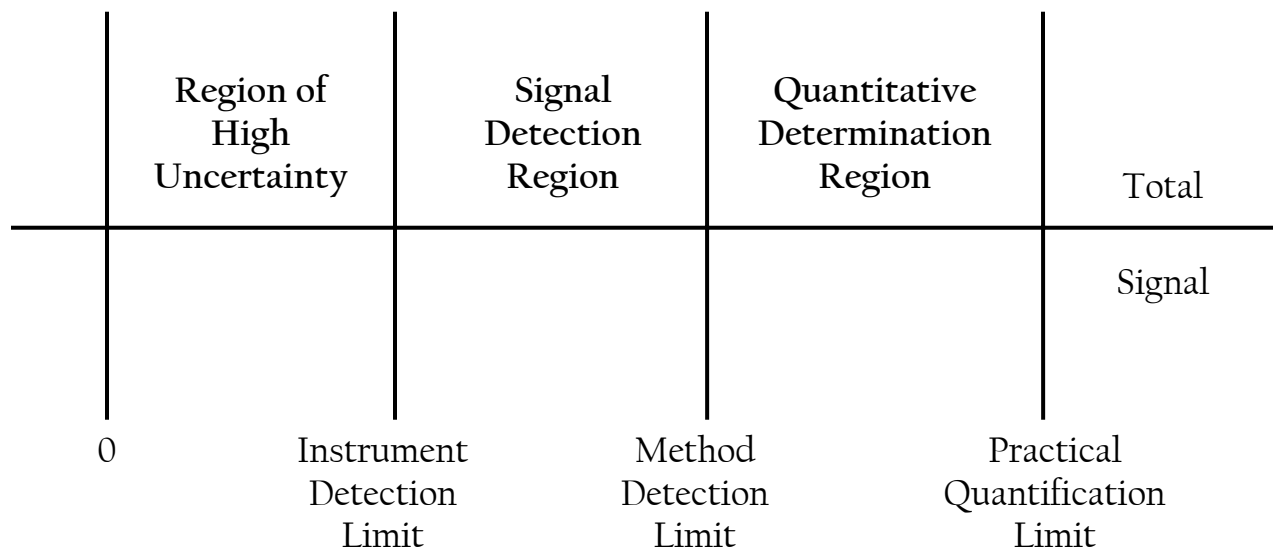 Region of
High
Uncertainty
Signal
Detection
Region
Quantitative
Determination
Region
Total
Signal
0
Instrument
Detection
Limit
Method
Detection
Limit
Practical
Quantification
Limit